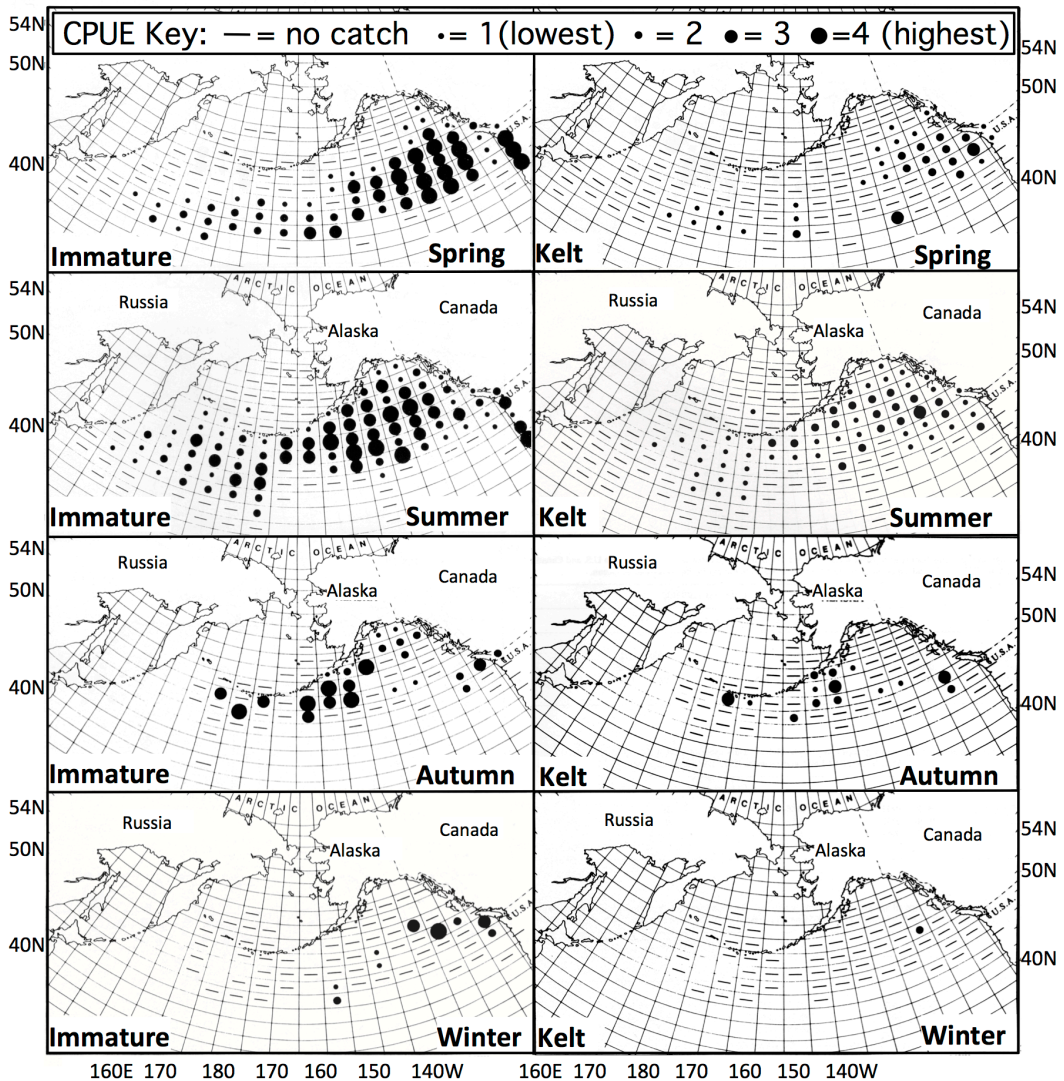 CPUE Key: — = no catch •= 1(lowest) • = 2 ●= 3 ●=4 (highest)
54N
50N
40N
54N
50N
40N
U.S.A.
U.S.A.
Immature
Spring
Kelt
Spring
54N
50N
40N
54N
50N
40N
ARCTIC OCEAN
Russia
Canada
Alaska
U.S.A.
Immature
Summer
ARCTIC OCEAN
Russia
Canada
Alaska
U.S.A.
Kelt
Summer
54N
50N
40N
54N
50N
40N
ARCTIC OCEAN
Russia
Canada
Alaska
U.S.A.
Immature
Autumn
ARCTIC OCEAN
Russia
Canada
Alaska
U.S.A.
Kelt
Autumn
54N
50N
40N
54N
50N
40N
ARCTIC OCEAN
Russia
Canada
Alaska
U.S.A.
Immature
Winter
ARCTIC OCEAN
Russia
Canada
Alaska
U.S.A.
Kelt
Winter
160E 170 180 170 160 150 140W
160E 170 180 170 160 150 140W